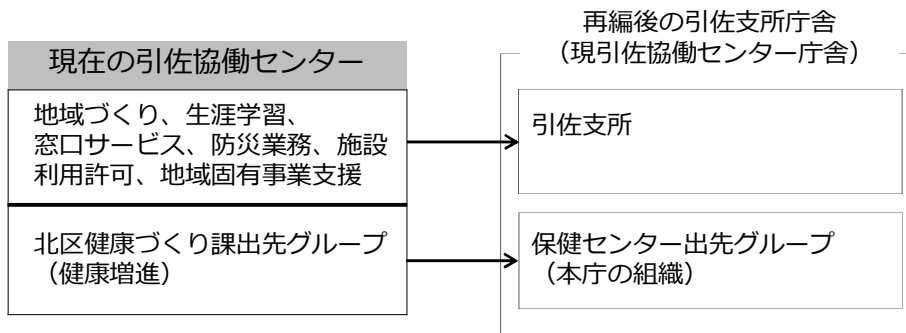 現在の引佐協働センター
地域づくり、生涯学習、
窓口サービス、防災業務、施設
利用許可、地域固有事業支援
北区健康づくり課出先グループ
（健康増進）
再編後の引佐支所庁舎
（現引佐協働センター庁舎）
引佐支所
保健センター出先グループ
（本庁の組織）